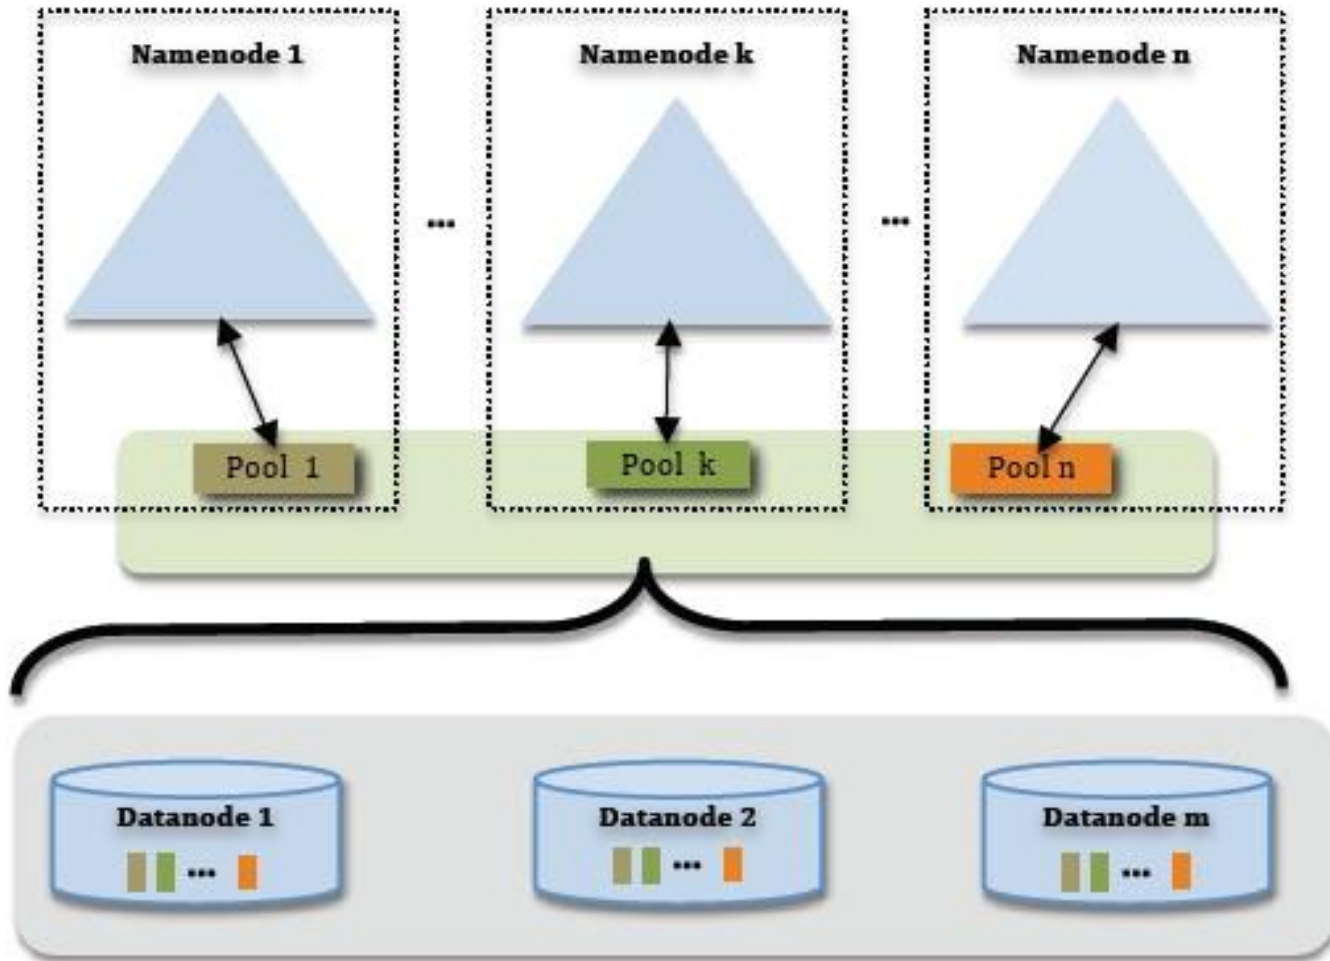 Namenode 1
Namenode k
Namenode n
...
...
Pool 1
Pool k
Pool n
Datanode 1
Datanode 2
Datanode m
...
...
...